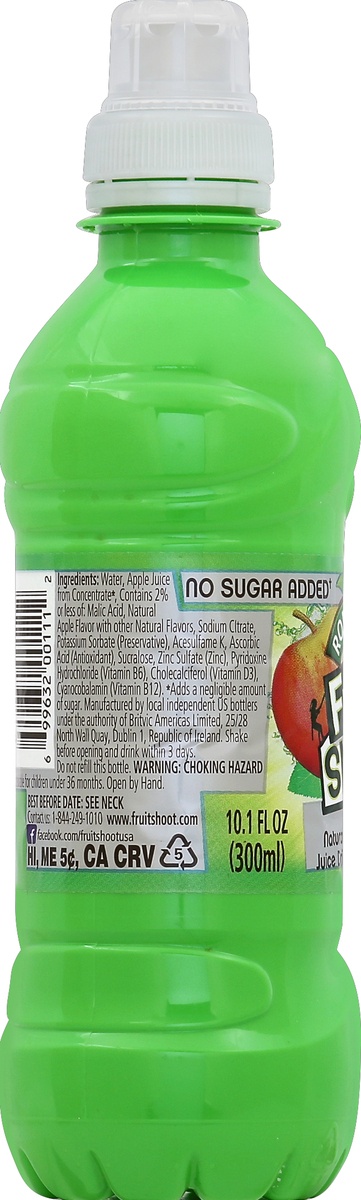 Ingredients: Water, Apple Juice
from Concentrate*, Contains 2%
or less of: Malic Acid, Natural
Apple Flavor with other Natural Flavors, Sodium Citrate,
Potassium Sorbate (Preservative), Acesulfame K, Ascorbic
Acid (Antioxidant), Sucralose, Zinc Sulfate (Zinc), Pyridoxine
Hydrochloride (Vitamin B6), Cholecalciferol (Vitamin D3),
Cyanocobalamin (Vitamin B12). *Adds a negligible amount
of sugar. Manufactured by local independent US bottlers
under the authority of Britvic Americas Limited, 25/28
North Wall Quay, Dublin 1, Republic of Ireland. Shake
before opening and drink within 3 days.
Do not refill this bottle. WARNING: CHOKING HAZARD
for children under 36 months. Open by Hand.
BEST BEFORE DATE: SEE NECK
Contact us: 1-844-249-1010 www.fruitshoot.com
f facebook.com/fruitshootusa
HI, ME 5¢, CA CRV 5
6 99632 00111 2
NO SUGAR ADDED†
RO
F
S
10.1 FL OZ
(300ml)
Natura
Juice D